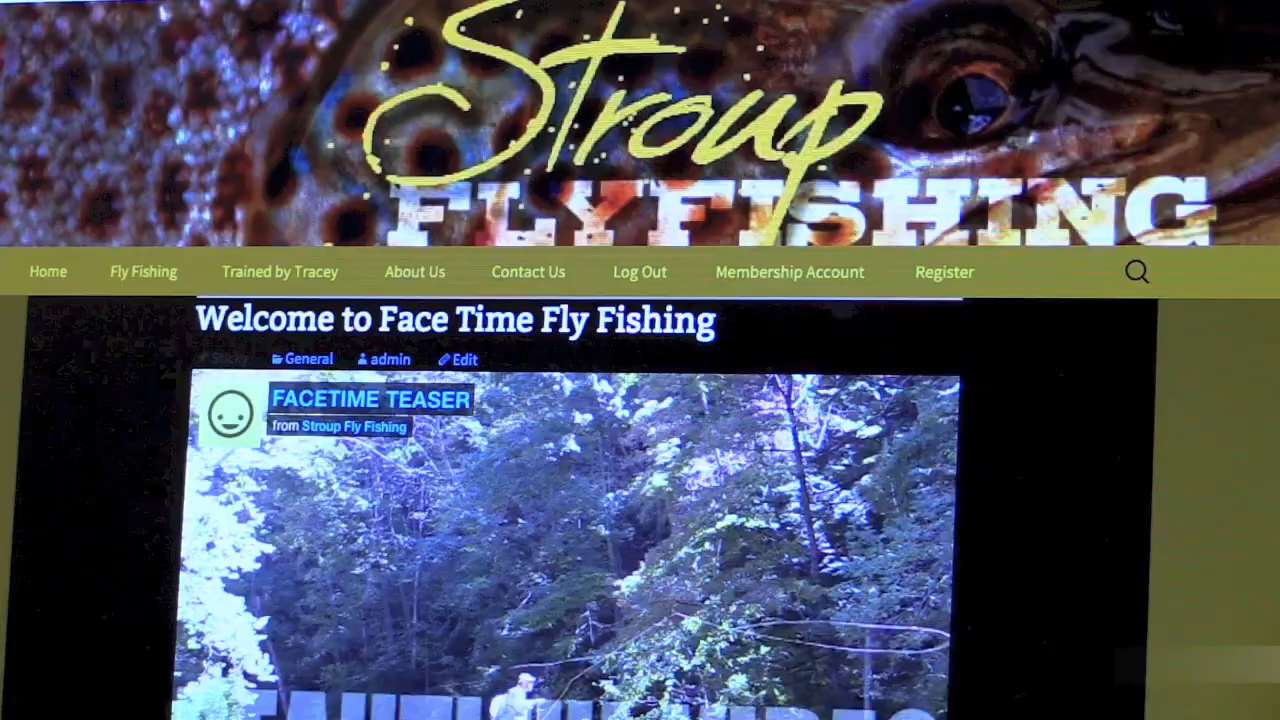 Stroup
FLYFISHING
Home Fly Fishing Trained by Tracey About Us Contact Us Log Out Membership Account Register
Welcome to Face Time Fly Fishing
General admin Edit
FACETIME TEASER
from Stroup Fly Fishing